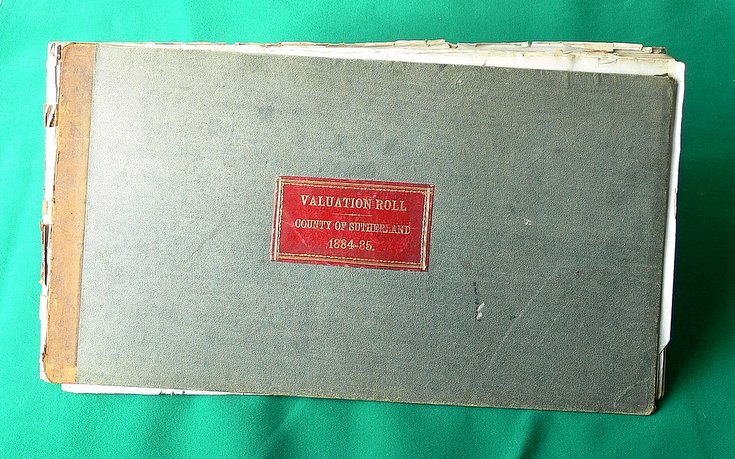 VALUATION ROLL
COUNTY OF SUTHERLAND
1884-85.